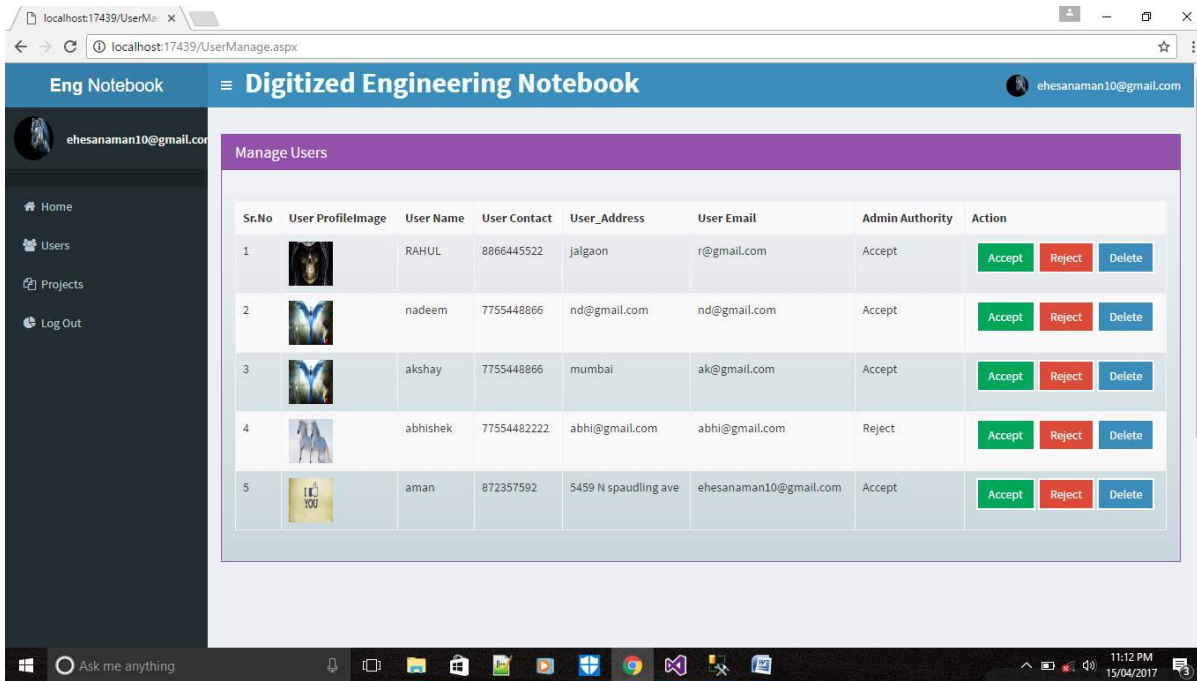 localhost:17439/UserMa
localhost:17439/UserManage.aspx
Eng Notebook
Digitized Engineering Notebook
ehesanaman10@gmail.com
ehesanaman10@gmail.cor
Manage Users
Home
Users
Projects
Log Out
Sr.No User ProfileImage User Name User Contact User_Address User Email Admin Authority Action
1 RAHUL 8866445522 jalgaon r@gmail.com Accept Accept Reject Delete
2 nadeem 7755448866 nd@gmail.com nd@gmail.com Accept Accept Reject Delete
3 akshay 7755448866 mumbai ak@gmail.com Accept Accept Reject Delete
4 abhishek 77554482222 abhi@gmail.com abhi@gmail.com Reject Accept Reject Delete
5 YOU aman 872357592 5459 N spaudling ave ehesanaman10@gmail.com Accept Accept Reject Delete
Ask me anything
11:12 PM
15/04/2017
3